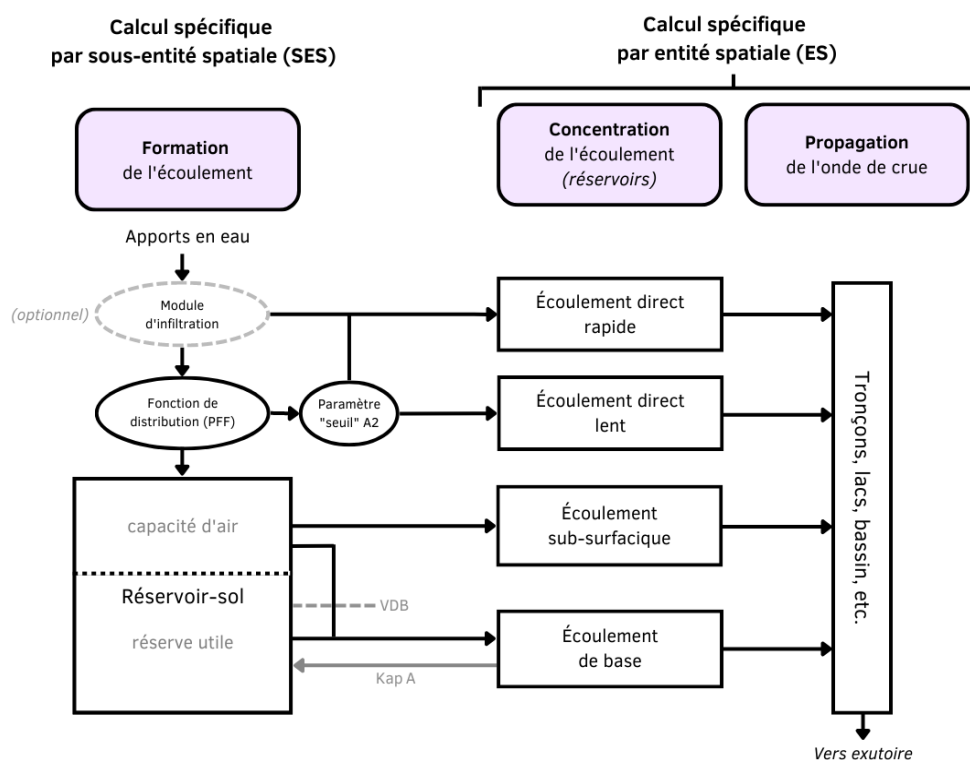 Calcul spécifique
par sous-entité spatiale (SES)
Calcul spécifique
par entité spatiale (ES)
Formation
de l'écoulement
Concentration
de l'écoulement
(réservoirs)
Propagation
de l'onde de crue
Apports en eau
(optionnel)
Module
d'infiltration
Écoulement direct
rapide
Fonction de
distribution (PFF)
Paramètre
"seuil" A2
Écoulement direct
lent
capacité d'air
Écoulement
sub-surfacique
Réservoir-sol
VDB
réserve utile
Écoulement
de base
Kap A
Tronçons, lacs, bassin, etc.
Vers exutoire